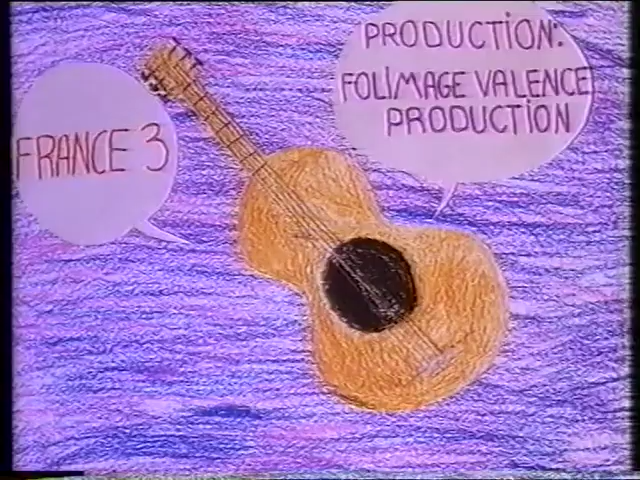 FRANCE 3
PRODUCTION:
FOLIMAGE VALENCE
PRODUCTION